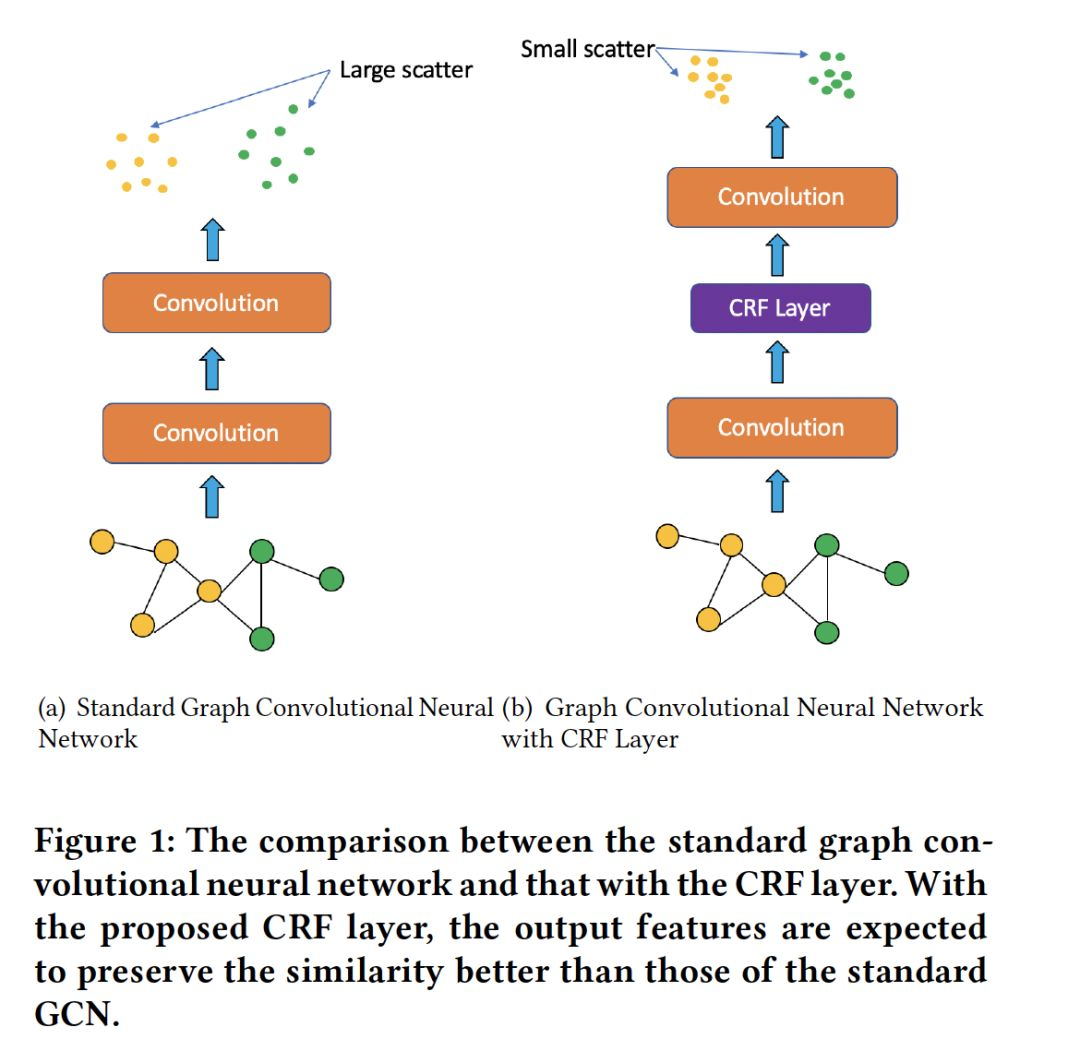 Large scatter
Convolution
Convolution
Small scatter
Convolution
CRF Layer
Convolution
(a) Standard Graph Convolutional Neural
Network
(b) Graph Convolutional Neural Network
with CRF Layer
Figure 1: The comparison between the standard graph con-
volutional neural network and that with the CRF layer. With
the proposed CRF layer, the output features are expected
to preserve the similarity better than those of the standard
GCN.